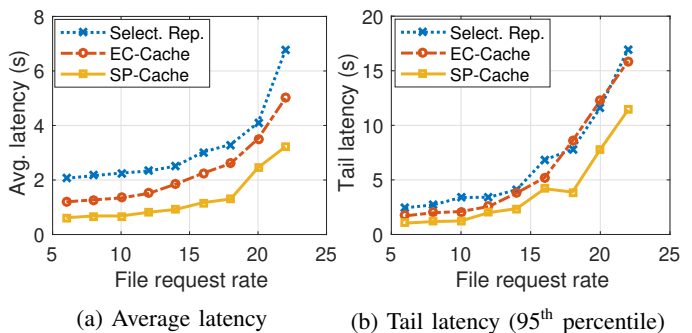 Avg. latency (s)
8
6
4
2
0
Select. Rep.
EC-Cache
SP-Cache
5 10 15 20 25
File request rate
(a) Average latency
Tail latency (s)
20
15
10
5
0
Select. Rep.
EC-Cache
SP-Cache
5 10 15 20 25
File request rate
(b) Tail latency (95th percentile)